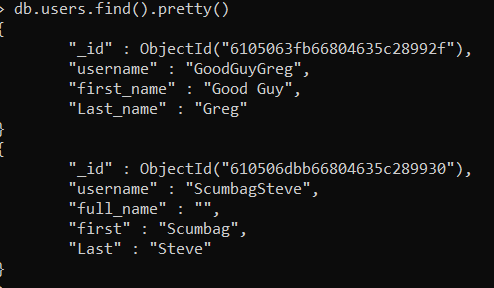 > db.users.find().pretty()
{
        "_id" : ObjectId("6105063fb66804635c28992f"),
        "username" : "GoodGuyGreg",
        "first_name" : "Good Guy",
        "Last_name" : "Greg"
}
{
        "_id" : ObjectId("610506dbb66804635c289930"),
        "username" : "ScumbagSteve",
        "full_name" : "",
        "first" : "Scumbag",
        "Last" : "Steve"
}